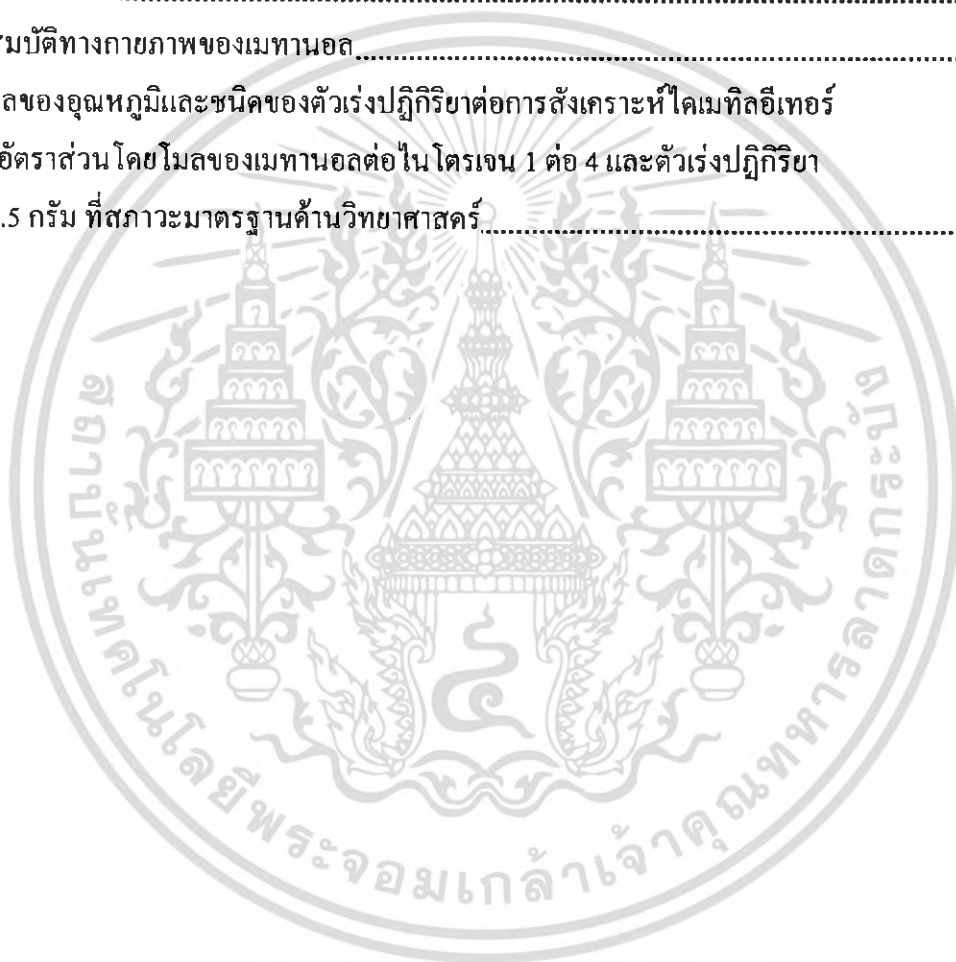 สมบัติทางกายภาพของเมทานอล
ลของอุณหภูมิและชนิดของตัวเร่งปฏิกิริยาต่อการสังเคราะห์ไดเมทิลอีเทอร์
อัตราส่วนโดยโมลของเมทานอลต่อไนโตรเจน 1 ต่อ 4 และตัวเร่งปฏิกิริยา
.5 กรัม ที่สภาวะมาตรฐานด้านวิทยาศาสตร์
สถาบันเทคโนโลยีพระจอมเกล้าเจ้าคุณทหารลาดกระบัง